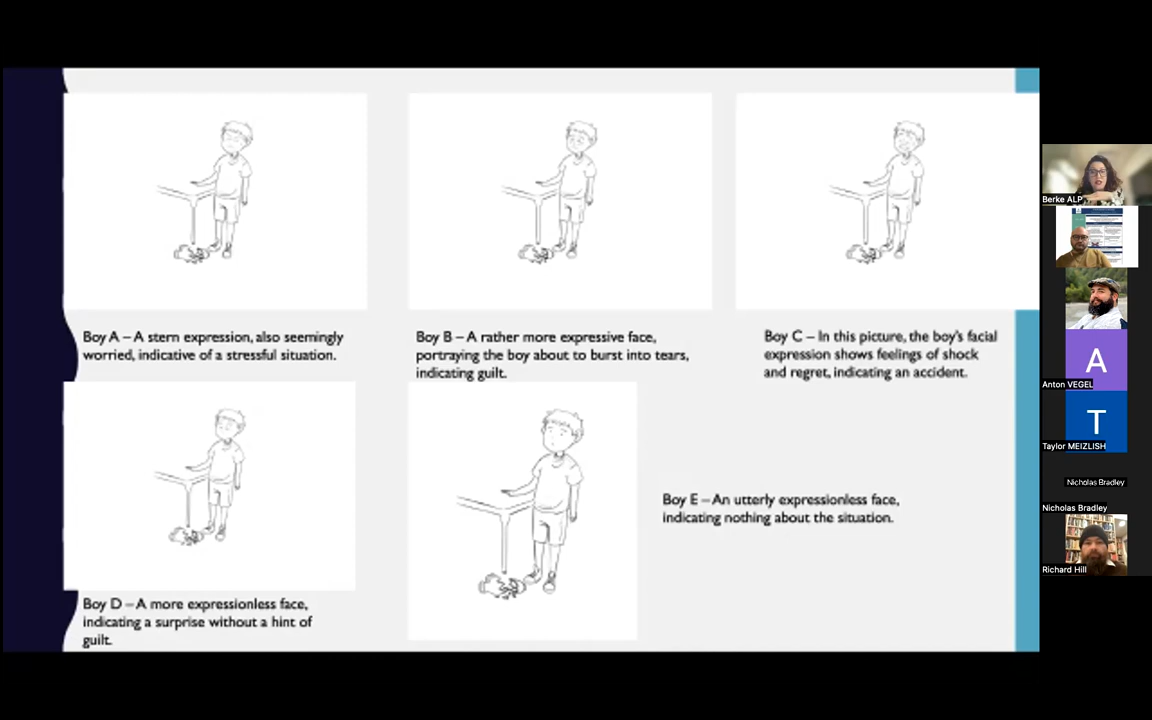 Boy A – A stern expression, also seemingly
worried, indicative of a stressful situation.
Boy B – A rather more expressive face,
portraying the boy about to burst into tears,
indicating guilt.
Boy C – In this picture, the boy's facial
expression shows feelings of shock
and regret, indicating an accident.
Boy D – A more expressionless face,
indicating a surprise without a hint of
guilt.
Boy E – An utterly expressionless face,
indicating nothing about the situation.
Berke ALP
A
Anton VEGEL
T
Taylor MEIZLISH
Nicholas Bradley
Nicholas Bradley
Richard Hill